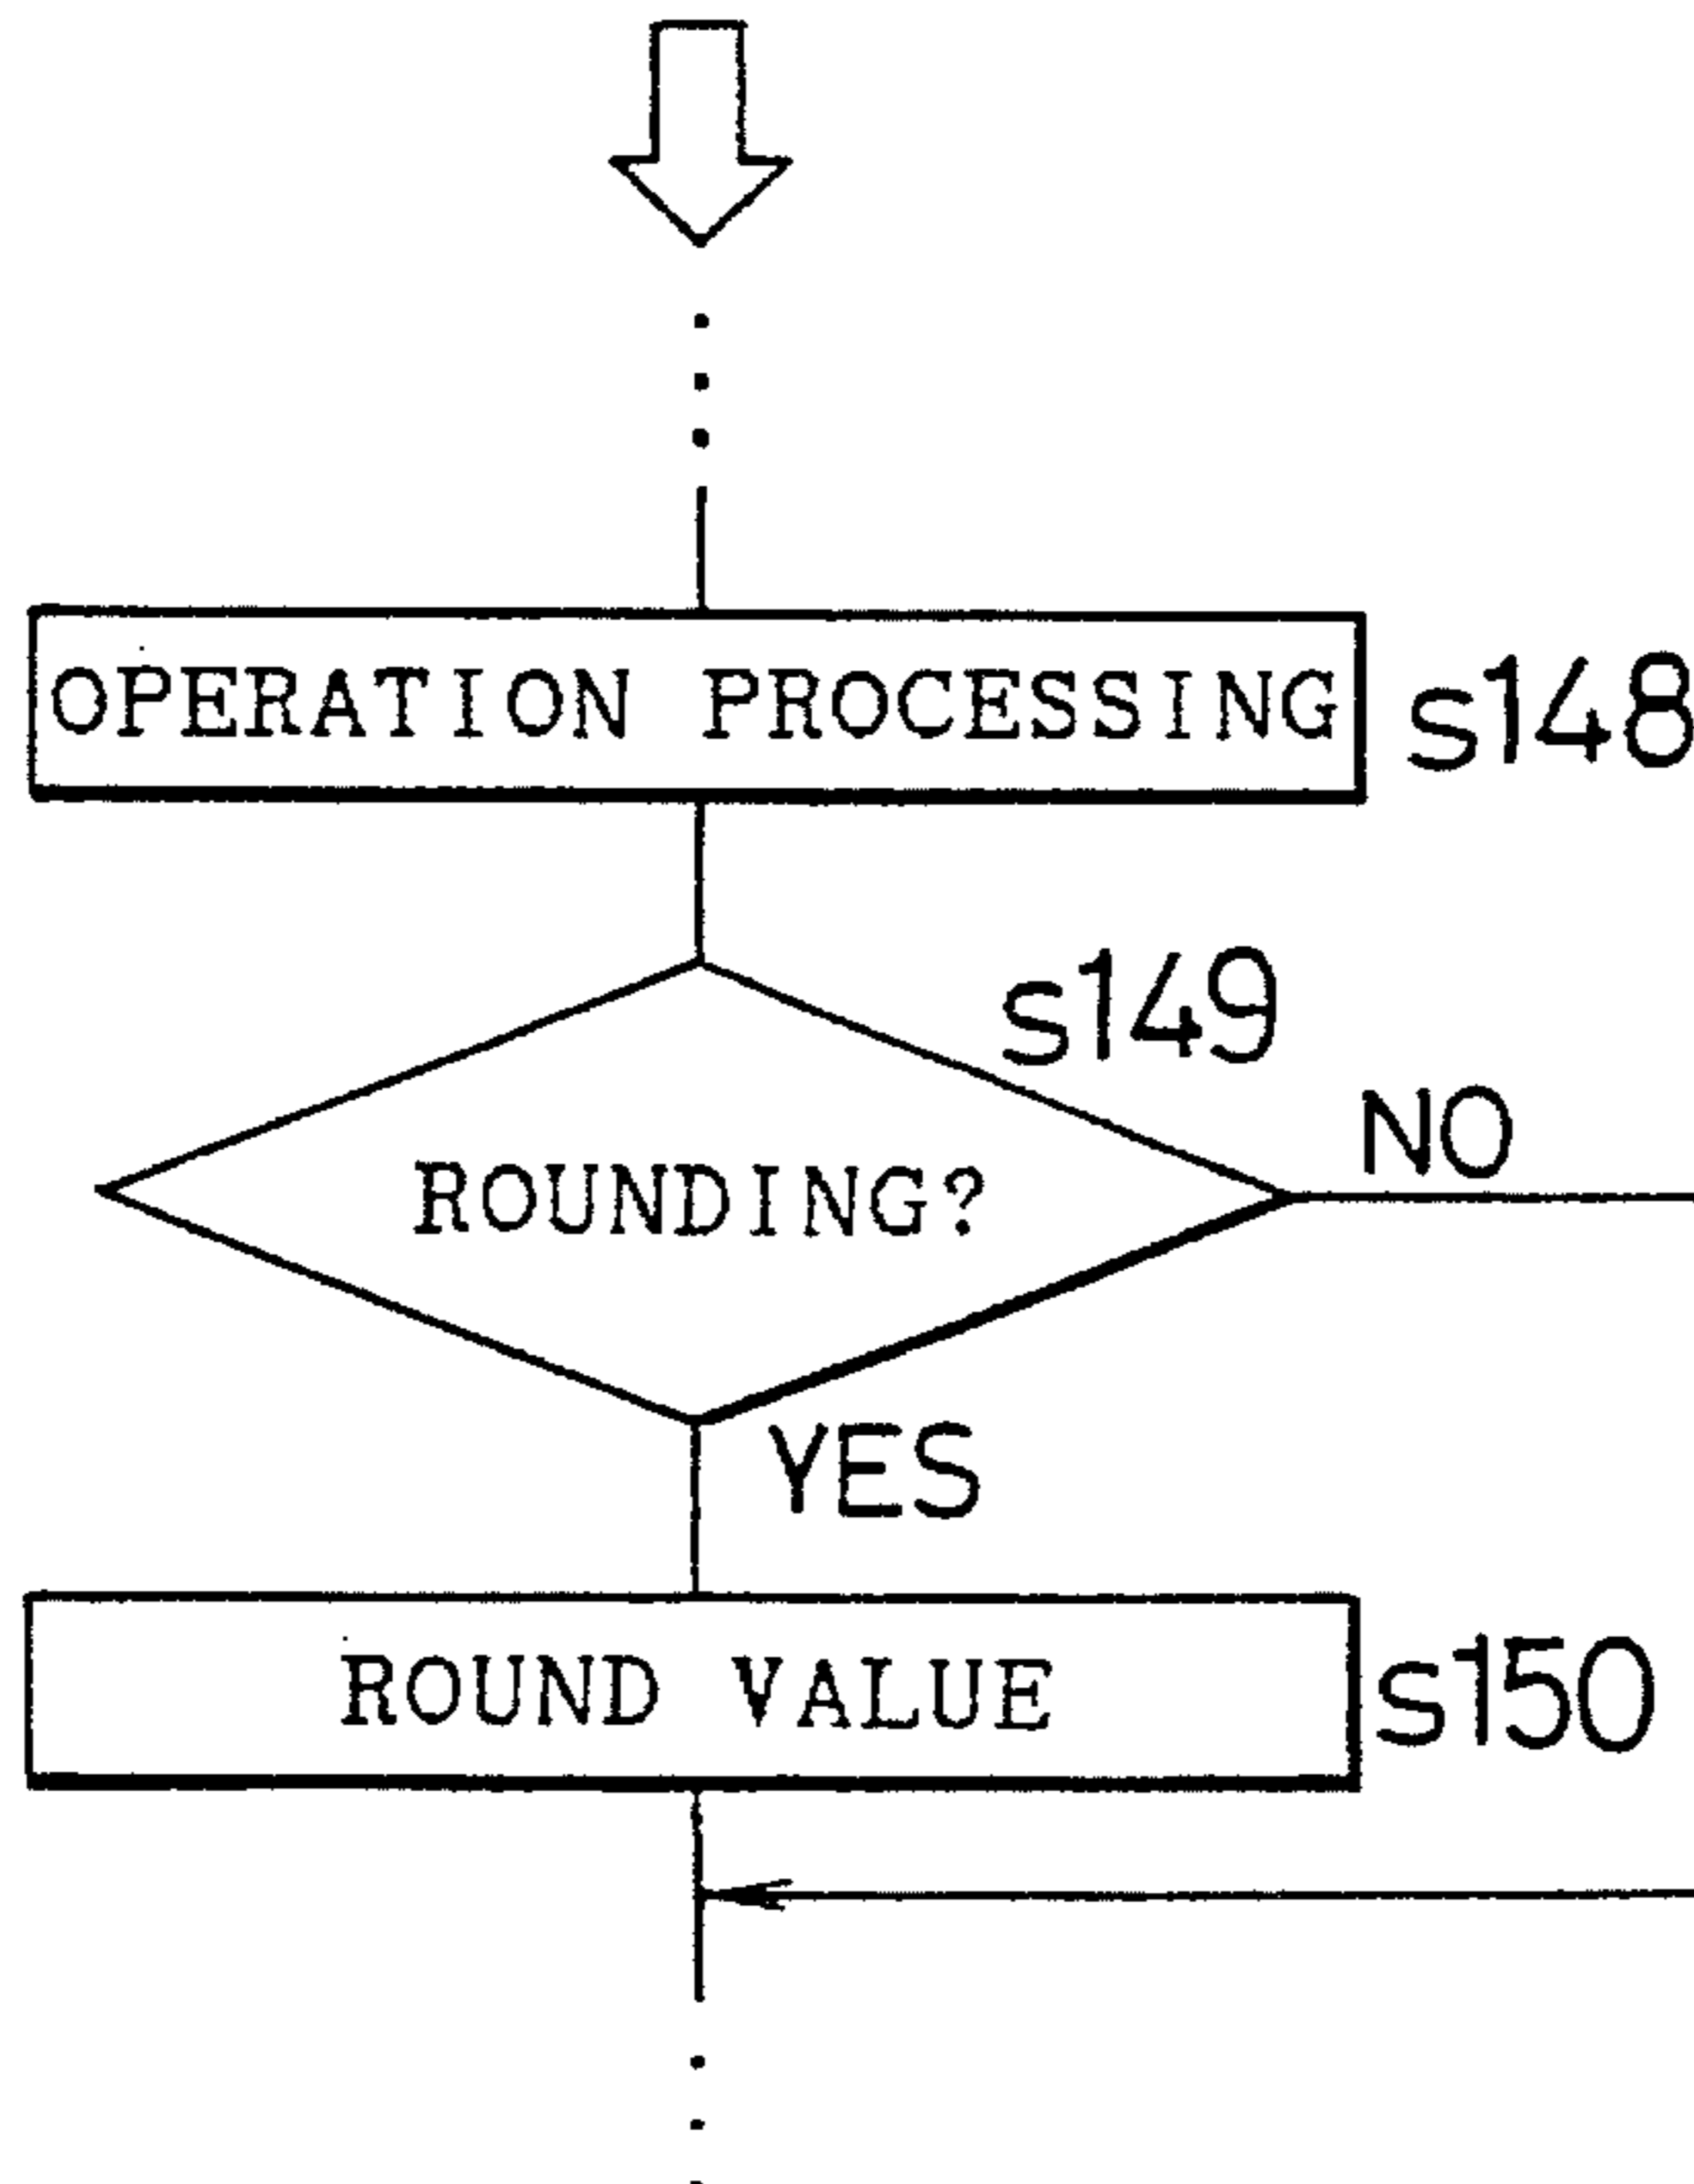 OPERATION PROCESSING s148
s149
NO
ROUNDING?
YES
ROUND VALUE s150